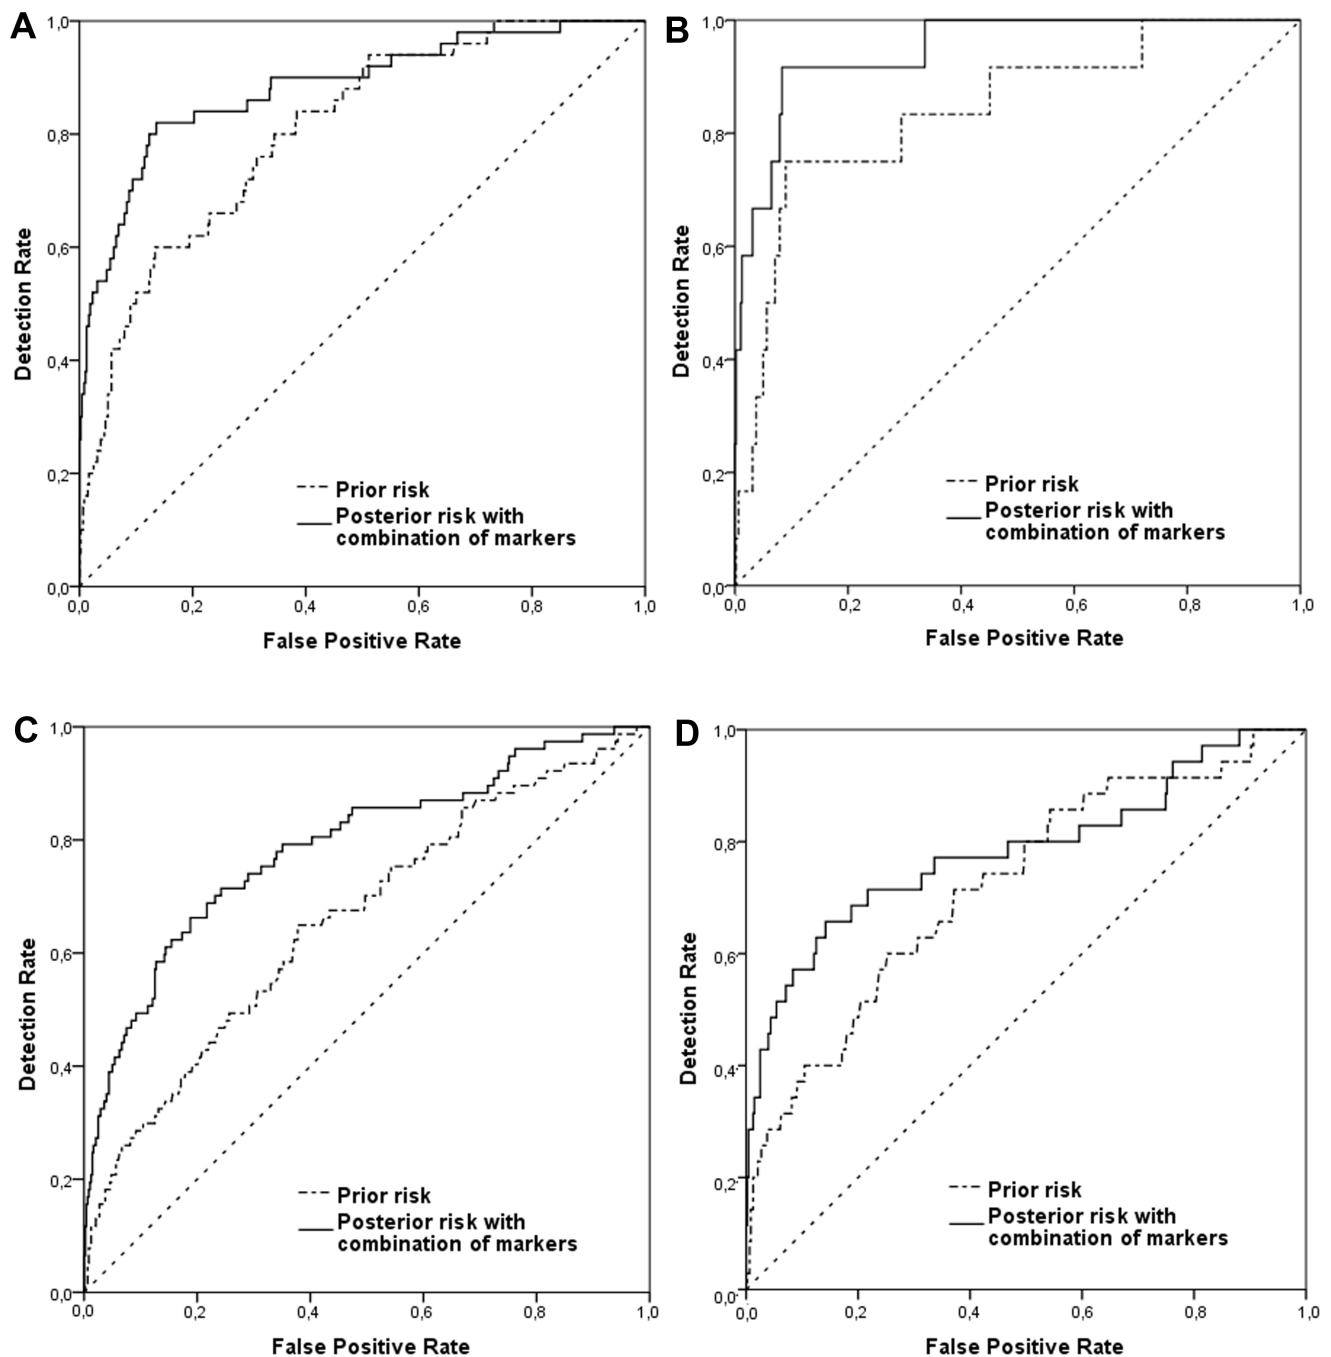 A
1,0
0,8
0,6
0,4
0,2
0,0
Detection Rate
Prior risk
Posterior risk with
combination of markers
0,0 0,2 0,4 0,6 0,8 1,0
False Positive Rate
B
1,0
0,8
0,6
0,4
0,2
0,0
Detection Rate
Prior risk
Posterior risk with
combination of markers
0,0 0,2 0,4 0,6 0,8 1,0
False Positive Rate
C
1,0
0,8
0,6
0,4
0,2
0,0
Detection Rate
Prior risk
Posterior risk with
combination of markers
0,0 0,2 0,4 0,6 0,8 1,0
False Positive Rate
D
1,0
0,8
0,6
0,4
0,2
0,0
Detection Rate
Prior risk
Posterior risk with
combination of markers
0,0 0,2 0,4 0,6 0,8 1,0
False Positive Rate